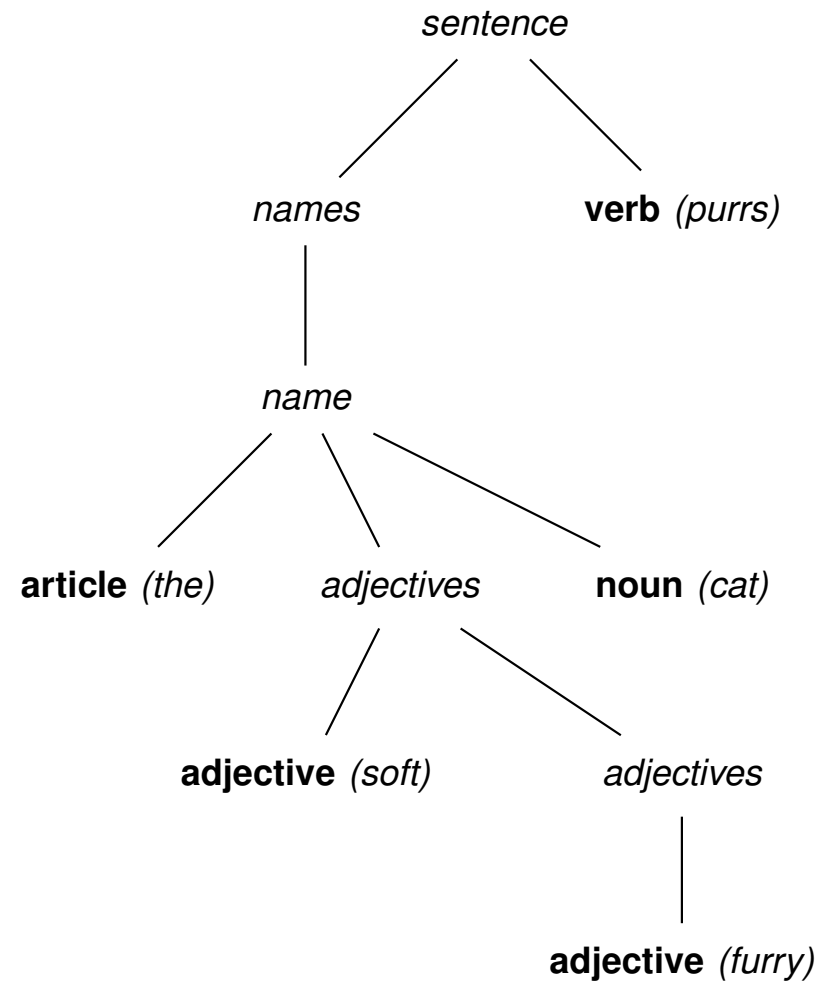 sentence
names verb (purrs)
name
article (the) adjectives noun (cat)
adjective (soft) adjectives
adjective (furry)